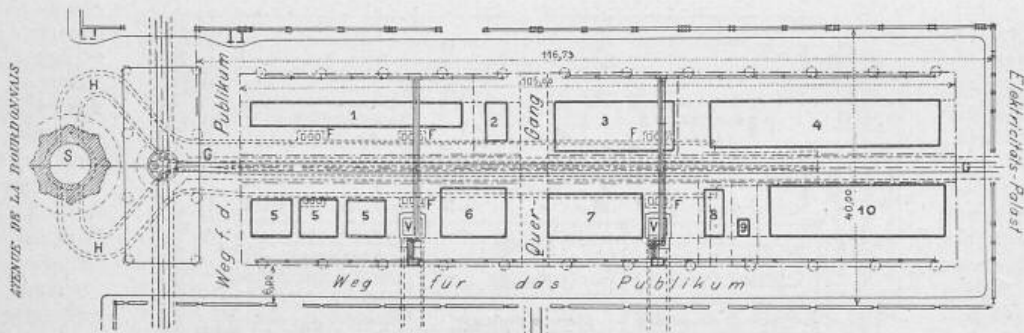 AVENUE DE LA BOURDONNAIS
S
H
H
G
G
Weg f. d. Publikum
Quer Gang
Weg für das Publikum
Elektricitäts-Palast
116,73
105,00
40,00
1
2
3
4
F
F
F
5
5
5
6
7
8
9
10
F
V
V